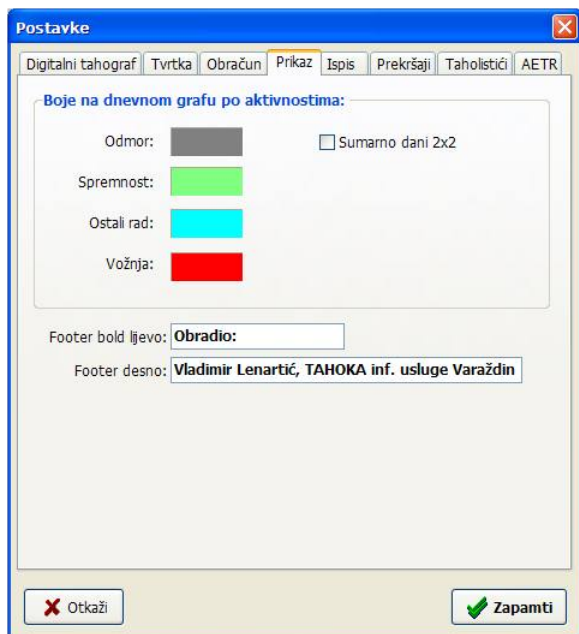 Postavke
Digitalni tahograf Tvrtka Obračun Prikaz Ispis Prekršaji Taholistići AETR
Boje na dnevnom grafu po aktivnostima:
Odmor: Sumarno dani 2x2
Spremnost:
Ostali rad:
Vožnja:
Footer bold lijevo: Obradio:
Footer desno: Vladimir Lenartić, TAHOKA inf. usluge Varaždin
Otkaži Zapamti